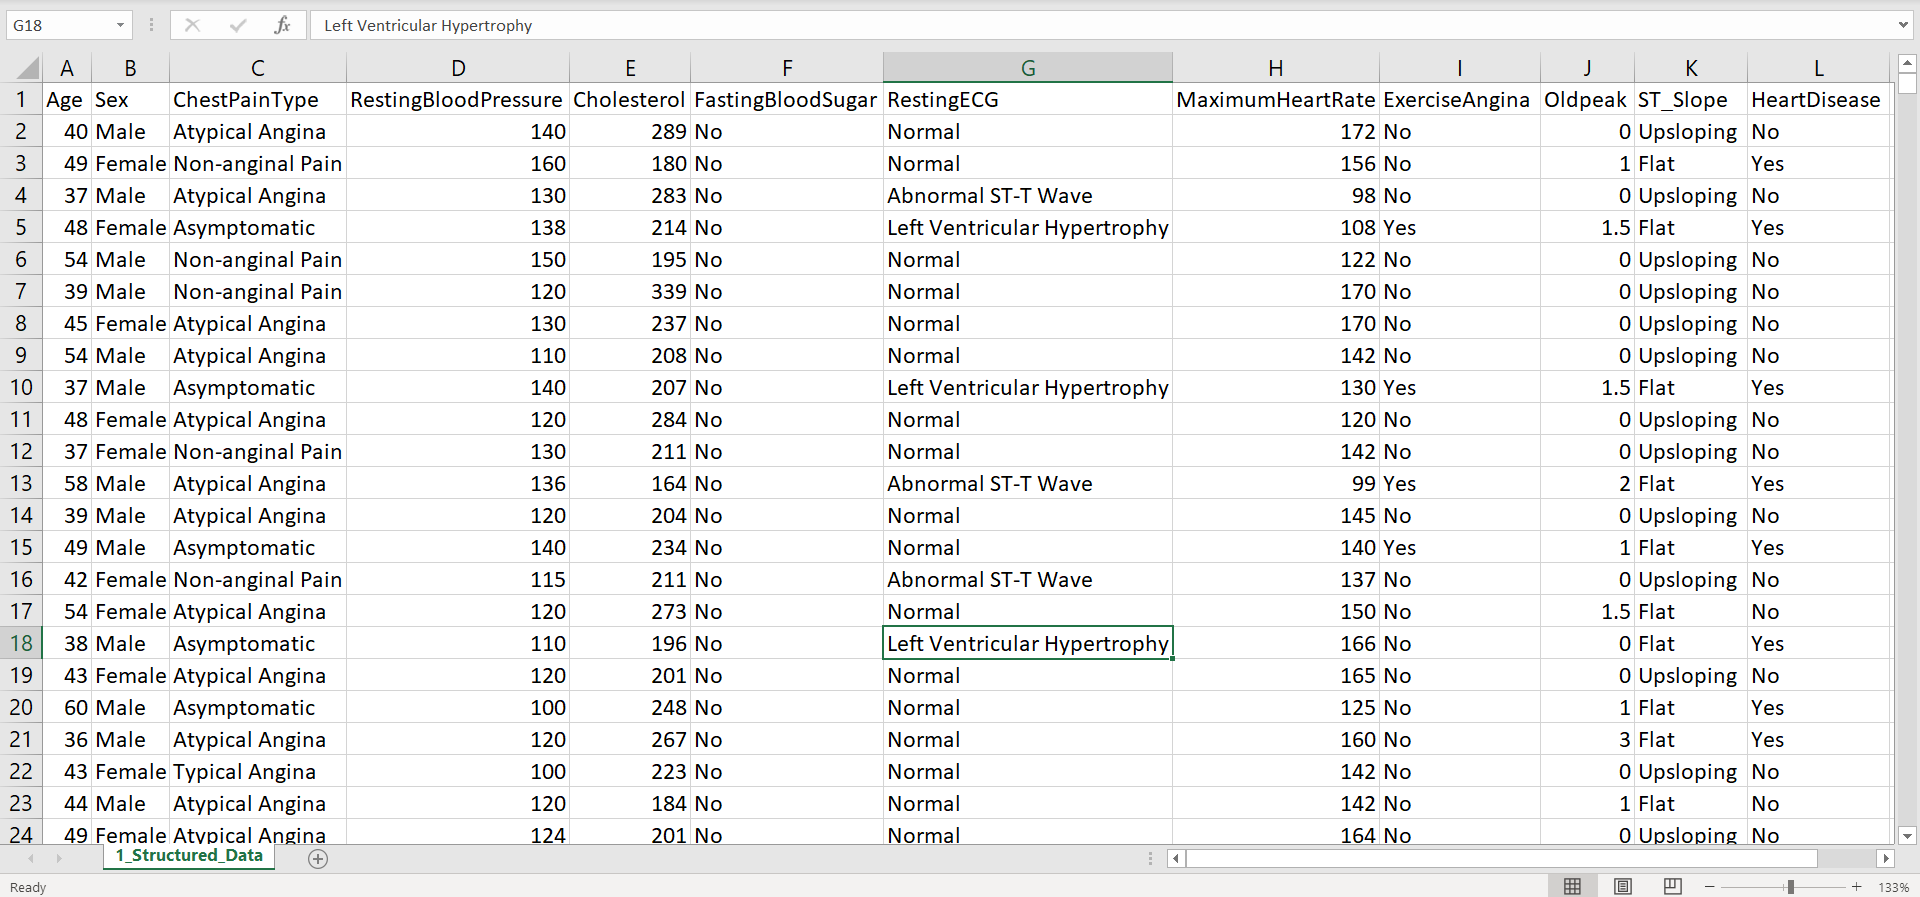 G18 fx Left Ventricular Hypertrophy
A B C D E F G H I J K L
1 Age Sex ChestPainType RestingBloodPressure Cholesterol FastingBloodSugar RestingECG MaximumHeartRate ExerciseAngina Oldpeak ST_Slope HeartDisease
2 40 Male Atypical Angina 140 289 No Normal 172 No 0 Upsloping No
3 49 Female Non-anginal Pain 160 180 No Normal 156 No 1 Flat Yes
4 37 Male Atypical Angina 130 283 No Abnormal ST-T Wave 98 No 0 Upsloping No
5 48 Female Asymptomatic 138 214 No Left Ventricular Hypertrophy 108 Yes 1.5 Flat Yes
6 54 Male Non-anginal Pain 150 195 No Normal 122 No 0 Upsloping No
7 39 Male Non-anginal Pain 120 339 No Normal 170 No 0 Upsloping No
8 45 Female Atypical Angina 130 237 No Normal 170 No 0 Upsloping No
9 54 Male Atypical Angina 110 208 No Normal 142 No 0 Upsloping No
10 37 Male Asymptomatic 140 207 No Left Ventricular Hypertrophy 130 Yes 1.5 Flat Yes
11 48 Female Atypical Angina 120 284 No Normal 120 No 0 Upsloping No
12 37 Female Non-anginal Pain 130 211 No Normal 142 No 0 Upsloping No
13 58 Male Atypical Angina 136 164 No Abnormal ST-T Wave 99 Yes 2 Flat Yes
14 39 Male Atypical Angina 120 204 No Normal 145 No 0 Upsloping No
15 49 Male Asymptomatic 140 234 No Normal 140 Yes 1 Flat Yes
16 42 Female Non-anginal Pain 115 211 No Abnormal ST-T Wave 137 No 0 Upsloping No
17 54 Female Atypical Angina 120 273 No Normal 150 No 1.5 Flat No
18 38 Male Asymptomatic 110 196 No Left Ventricular Hypertrophy 166 No 0 Flat Yes
19 43 Female Atypical Angina 120 201 No Normal 165 No 0 Upsloping No
20 60 Male Asymptomatic 100 248 No Normal 125 No 1 Flat Yes
21 36 Male Atypical Angina 120 267 No Normal 160 No 3 Flat Yes
22 43 Female Typical Angina 100 223 No Normal 142 No 0 Upsloping No
23 44 Male Atypical Angina 120 184 No Normal 142 No 1 Flat No
24 49 Female Atypical Angina 124 201 No Normal 164 No 0 Upsloping No
1_Structured_Data
Ready 133%